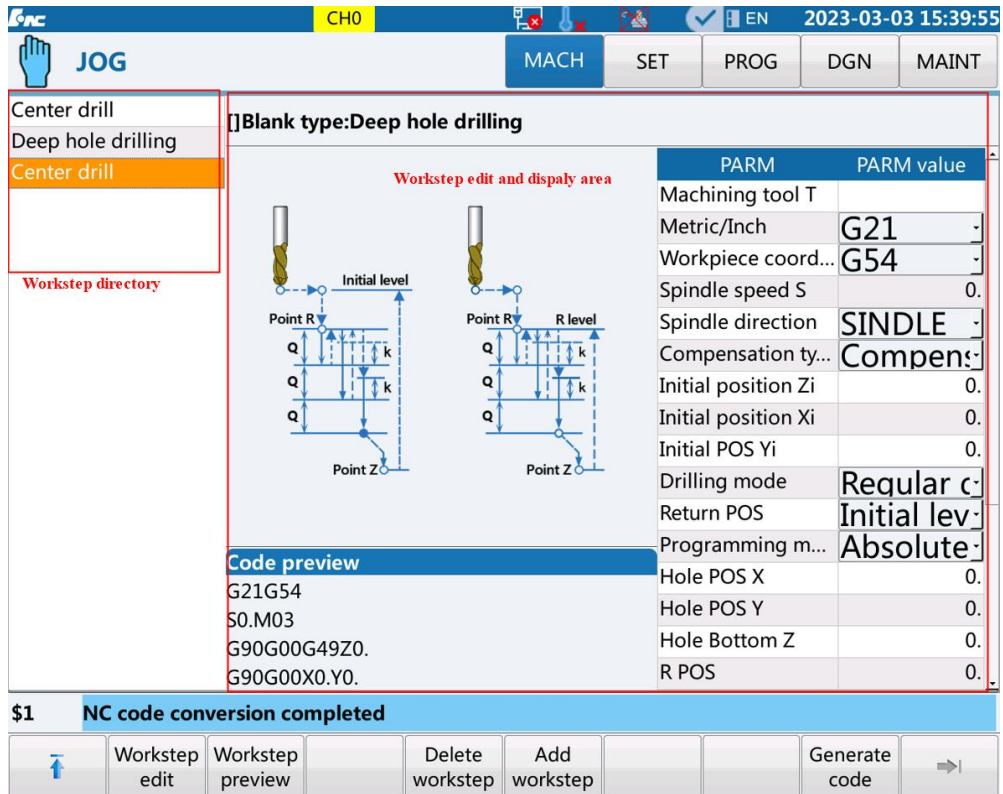 HNC CH0 EN 2023-03-03 15:39:55
JOG MACH SET PROG DGN MAINT
Center drill
Deep hole drilling
Center drill
Workstep directory
[]Blank type:Deep hole drilling
Workstep edit and dispaly area
Initial level
Point R
Q
k
Q
k
Q
Point Z
Point R
R level
Q
k
Q
k
Q
Point Z
PARM PARM value
Machining tool T
Metric/Inch G21
Workpiece coord... G54
Spindle speed S 0.
Spindle direction SINDLE
Compensation ty... Compens
Initial position Zi 0.
Initial position Xi 0.
Initial POS Yi 0.
Drilling mode Regular c
Return POS Initial lev
Programming m... Absolute
Hole POS X 0.
Hole POS Y 0.
Hole Bottom Z 0.
R POS 0.
Code preview
G21G54
S0.M03
G90G00G49Z0.
G90G00X0.Y0.
$1 NC code conversion completed
Workstep edit
Workstep preview
Delete workstep
Add workstep
Generate code